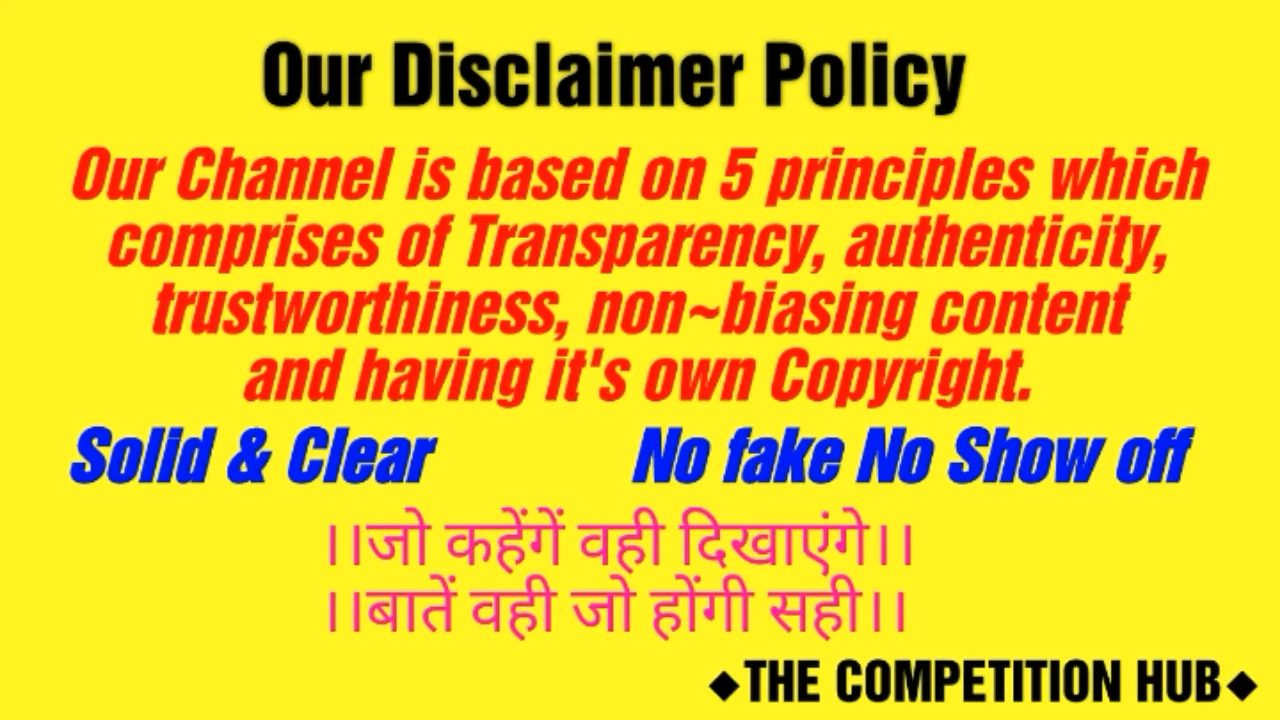 Our Disclaimer Policy
Our Channel is based on 5 principles which
comprises of Transparency, authenticity,
trustworthiness, non~biasing content
and having it's own Copyright.
Solid & Clear No fake No Show off
।।जो कहेंगें वही दिखाएंगे।।
।।बातें वही जो होंगी सही।।
◆THE COMPETITION HUB◆